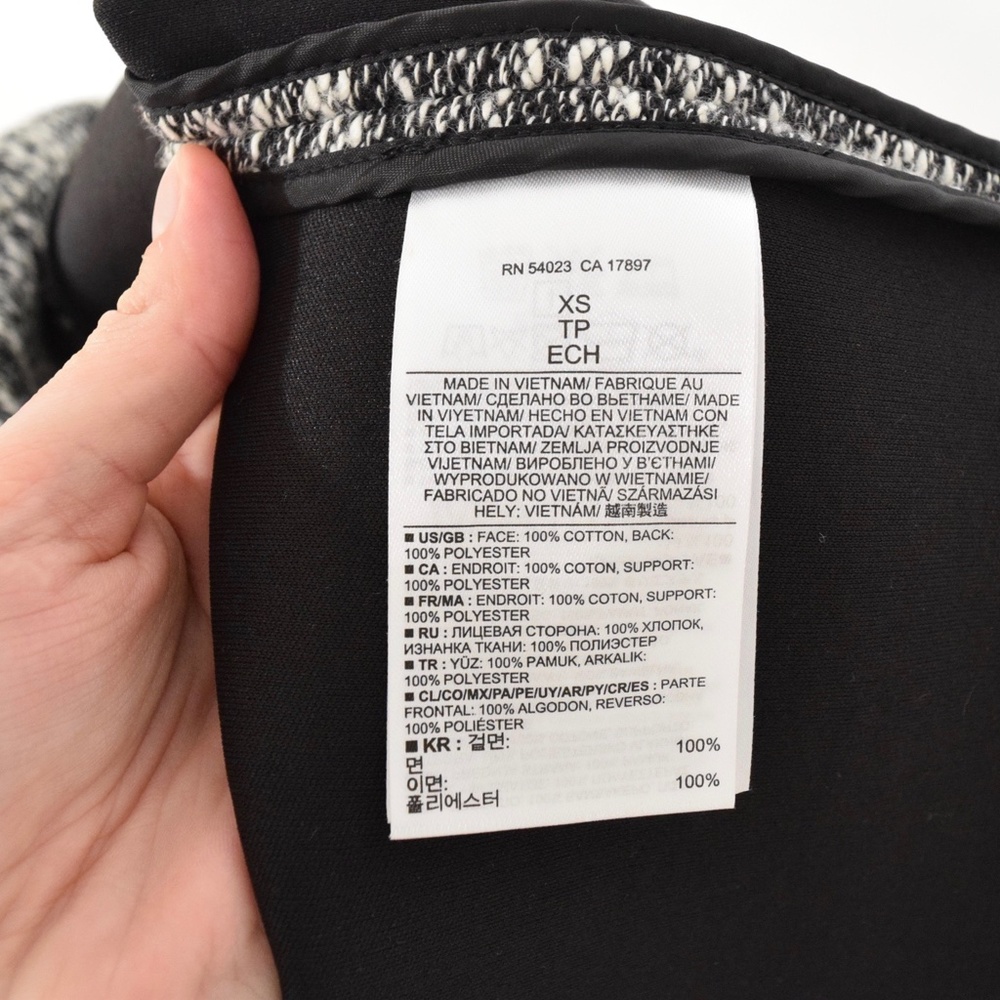 RN 54023 CA 17897
XS
TP
ECH
MADE IN VIETNAM/ FABRIQUE AU
VIETNAM/ СДЕЛАНО ВО ВЬЕТНАМЕ/ MADE
IN VIYETNAM/ HECHO EN VIETNAM CON
TELA IMPORTADA/ ΚΑΤΑΣΚΕΥΑΣΤΗΚΕ
ΣΤΟ ΒΙΕΤΝΑΜ/ ZEMLJA PROIZVODNJE
VIJETNAM/ ВИРОБЛЕНО У В'ЄТНАМІ/
WYPRODUKOWANO W WIETNAMIE/
FABRICADO NO VIETNÃ/ SZÁRMAZÁSI
HELY: VIETNÁM/ 越南製造
■ US/GB : FACE: 100% COTTON, BACK:
100% POLYESTER
■ CA : ENDROIT: 100% COTON, SUPPORT:
100% POLYESTER
■ FR/MA : ENDROIT: 100% COTON, SUPPORT:
100% POLYESTER
■ RU : ЛИЦЕВАЯ СТОРОНА: 100% ХЛОПОК,
ИЗНАНКА ТКАНИ: 100% ПОЛИЭСТЕР
■ TR : YÜZ: 100% PAMUK, ARKALIK:
100% POLYESTER
■ CL/CO/MX/PA/PE/UY/AR/PY/CR/ES : PARTE
FRONTAL: 100% ALGODON, REVERSO:
100% POLIÉSTER
■ KR : 겉면: 100%
면
이면: 100%
폴리에스터